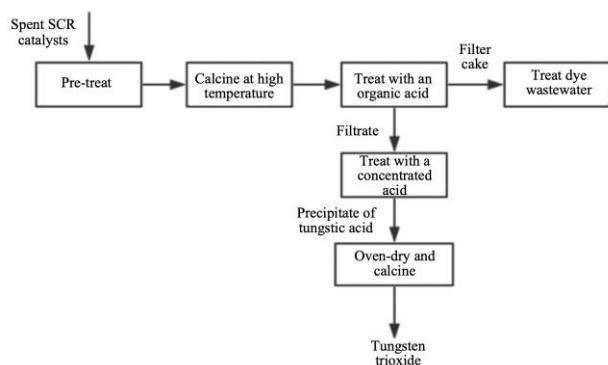 Spent SCR
catalysts
Pre-treat
Calcine at high
temperature
Treat with an
organic acid
Filter
cake
Treat dye
wastewater
Filtrate
Treat with a
concentrated
acid
Precipitate of
tungstic acid
Oven-dry and
calcine
Tungsten
trioxide